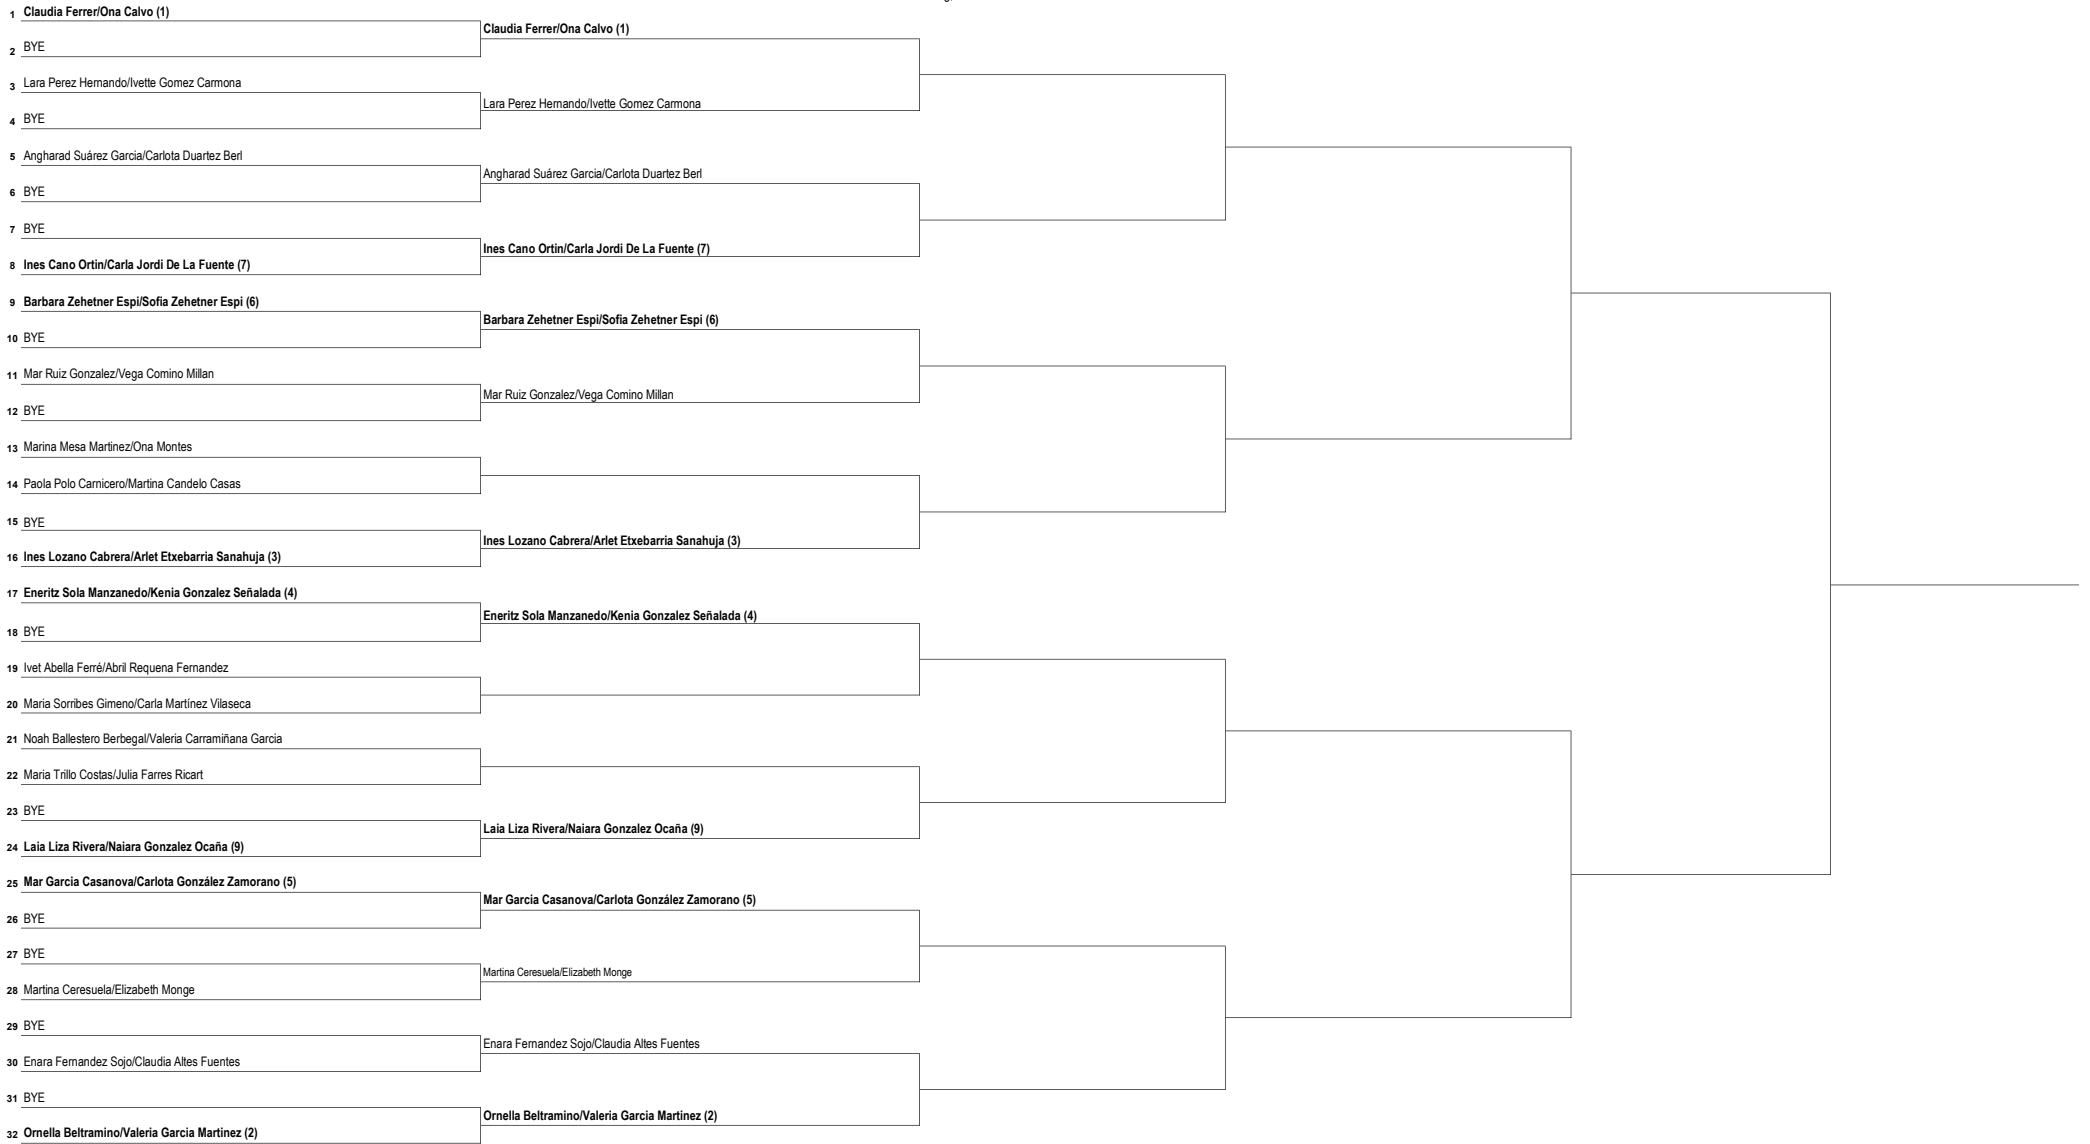 1 Claudia Ferrer/Ona Calvo (1)
Claudia Ferrer/Ona Calvo (1)
2 BYE
3 Lara Perez Hernando/Ivette Gomez Carmona
Lara Perez Hernando/Ivette Gomez Carmona
4 BYE
5 Angharad Suárez Garcia/Carlota Duartez Berl
Angharad Suárez Garcia/Carlota Duartez Berl
6 BYE
7 BYE
Ines Cano Ortin/Carla Jordi De La Fuente (7)
8 Ines Cano Ortin/Carla Jordi De La Fuente (7)
9 Barbara Zehetner Espi/Sofia Zehetner Espi (6)
Barbara Zehetner Espi/Sofia Zehetner Espi (6)
10 BYE
11 Mar Ruiz Gonzalez/Vega Comino Millan
Mar Ruiz Gonzalez/Vega Comino Millan
12 BYE
13 Marina Mesa Martinez/Ona Montes
14 Paola Polo Carnicero/Martina Candelo Casas
15 BYE
Ines Lozano Cabrera/Arlet Etxebarria Sanahuja (3)
16 Ines Lozano Cabrera/Arlet Etxebarria Sanahuja (3)
17 Eneritz Sola Manzanedo/Kenia Gonzalez Señalada (4)
Eneritz Sola Manzanedo/Kenia Gonzalez Señalada (4)
18 BYE
19 Ivet Abella Ferré/Abril Requena Fernandez
20 Maria Sorribes Gimeno/Carla Martínez Vilaseca
21 Noah Ballestero Berbegal/Valeria Carramiñana Garcia
22 Maria Trillo Costas/Julia Farres Ricart
23 BYE
Laia Liza Rivera/Naiara Gonzalez Ocaña (9)
24 Laia Liza Rivera/Naiara Gonzalez Ocaña (9)
25 Mar Garcia Casanova/Carlota González Zamorano (5)
Mar Garcia Casanova/Carlota González Zamorano (5)
26 BYE
27 BYE
Martina Ceresuela/Elizabeth Monge
28 Martina Ceresuela/Elizabeth Monge
29 BYE
Enara Fernandez Sojo/Claudia Altes Fuentes
30 Enara Fernandez Sojo/Claudia Altes Fuentes
31 BYE
Ornella Beltramino/Valeria Garcia Martinez (2)
32 Ornella Beltramino/Valeria Garcia Martinez (2)